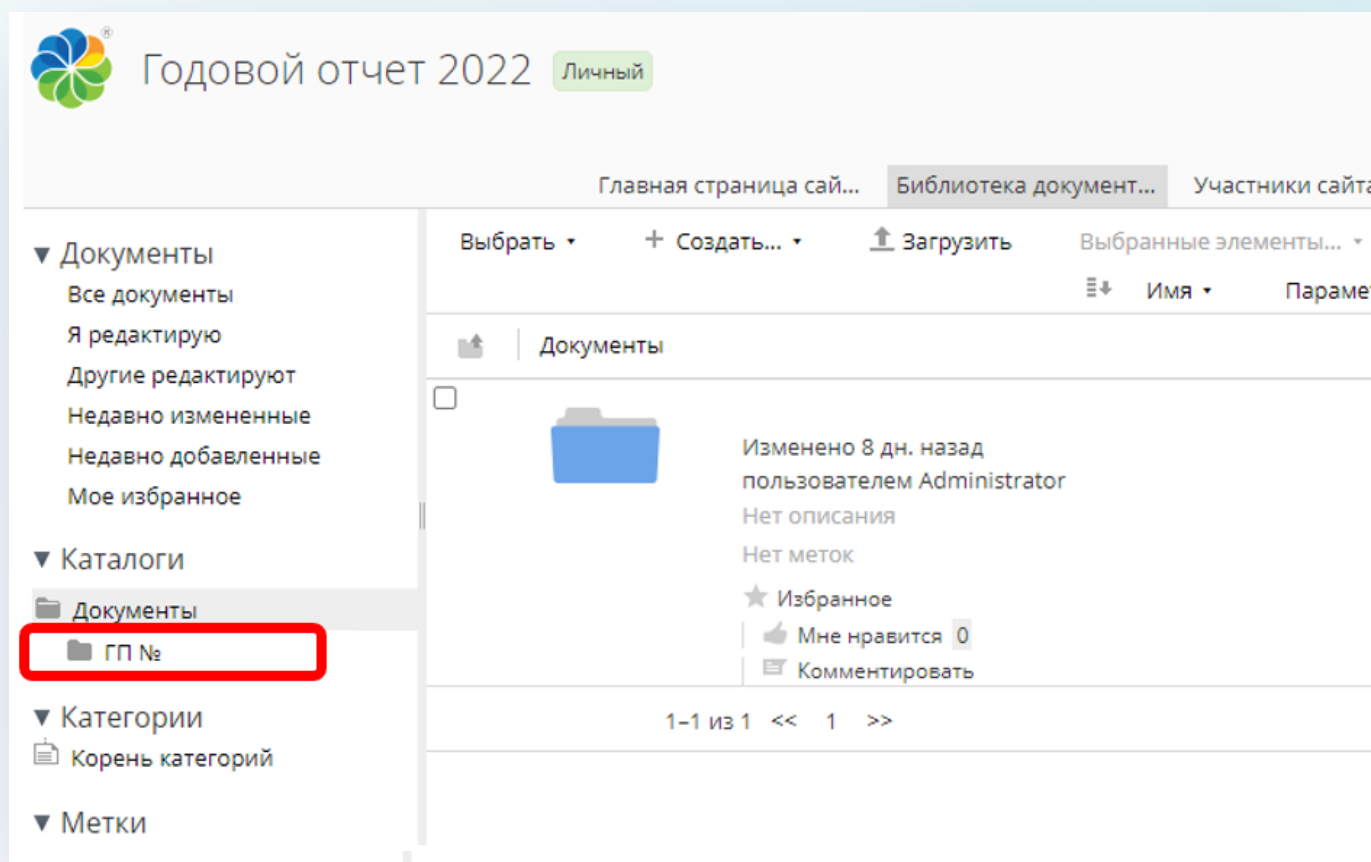 Годовой отчет 2022 Личный
Главная страница сай... Библиотека документ... Участники сайта
▼ Документы
Все документы
Я редактирую
Другие редактируют
Недавно измененные
Недавно добавленные
Мое избранное
▼ Каталоги
Документы
ГП №
▼ Категории
Корень категорий
▼ Метки
Выбрать ▾ + Создать... ▾ Загрузить Выбранные элементы... ▾
Имя ▾ Параме
Документы
Изменено 8 дн. назад
пользователем Administrator
Нет описания
Нет меток
Избранное
Мне нравится 0
Комментировать
1–1 из 1 << 1 >>